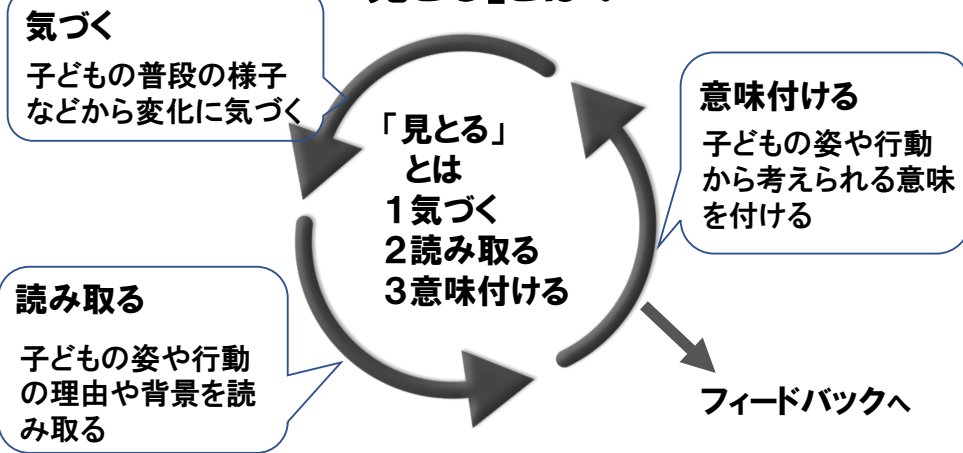 気づく
子どもの普段の様子
などから変化に気づく
「見とる」
とは
1気づく
2読み取る
3意味付ける
意味付ける
子どもの姿や行動
から考えられる意味
を付ける
読み取る
子どもの姿や行動
の理由や背景を読
み取る
フィードバックへ